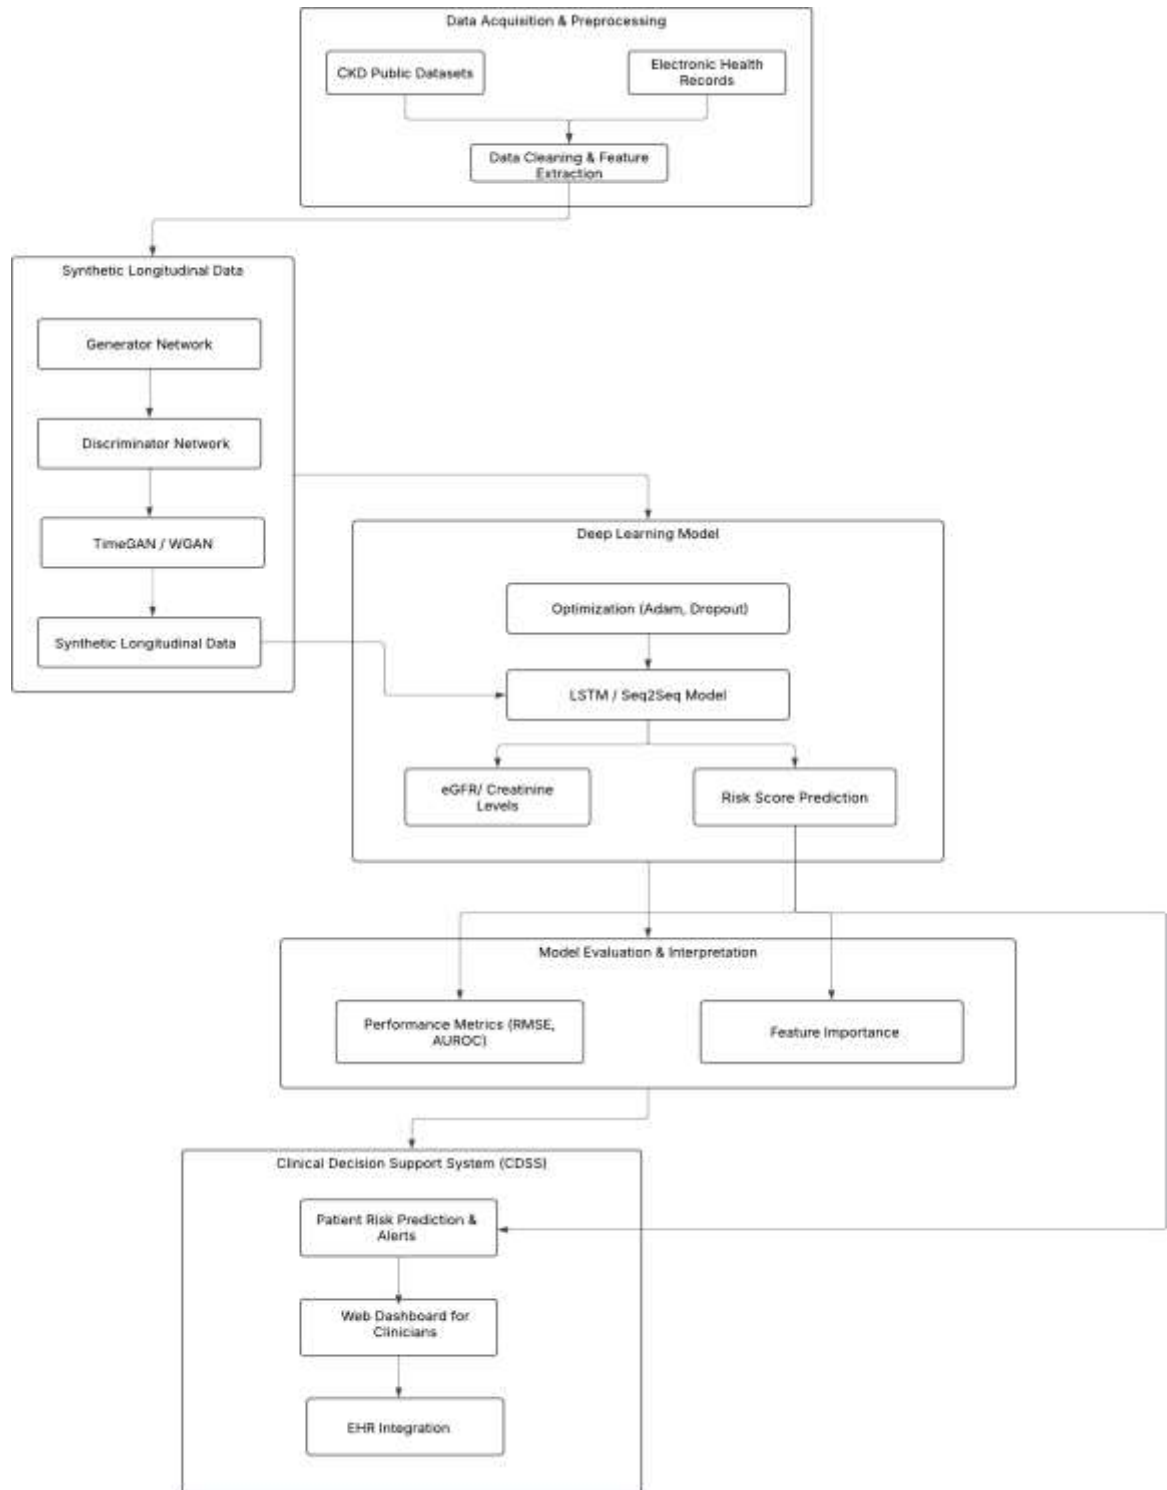 Data Acquisition & Preprocessing
CKD Public Datasets
Electronic Health
Records
Data Cleaning & Feature
Extraction
Synthetic Longitudinal Data
Generator Network
Discriminator Network
TimeGAN / WGAN
Synthetic Longitudinal Data
Deep Learning Model
Optimization (Adam, Dropout)
LSTM / Seq2Seq Model
eGFR/ Creatinine
Levels
Risk Score Prediction
Model Evaluation & Interpretation
Performance Metrics (RMSE,
AUROC)
Feature Importance
Clinical Decision Support System (CDSS)
Patient Risk Prediction &
Alerts
Web Dashboard for
Clinicians
EHR Integration